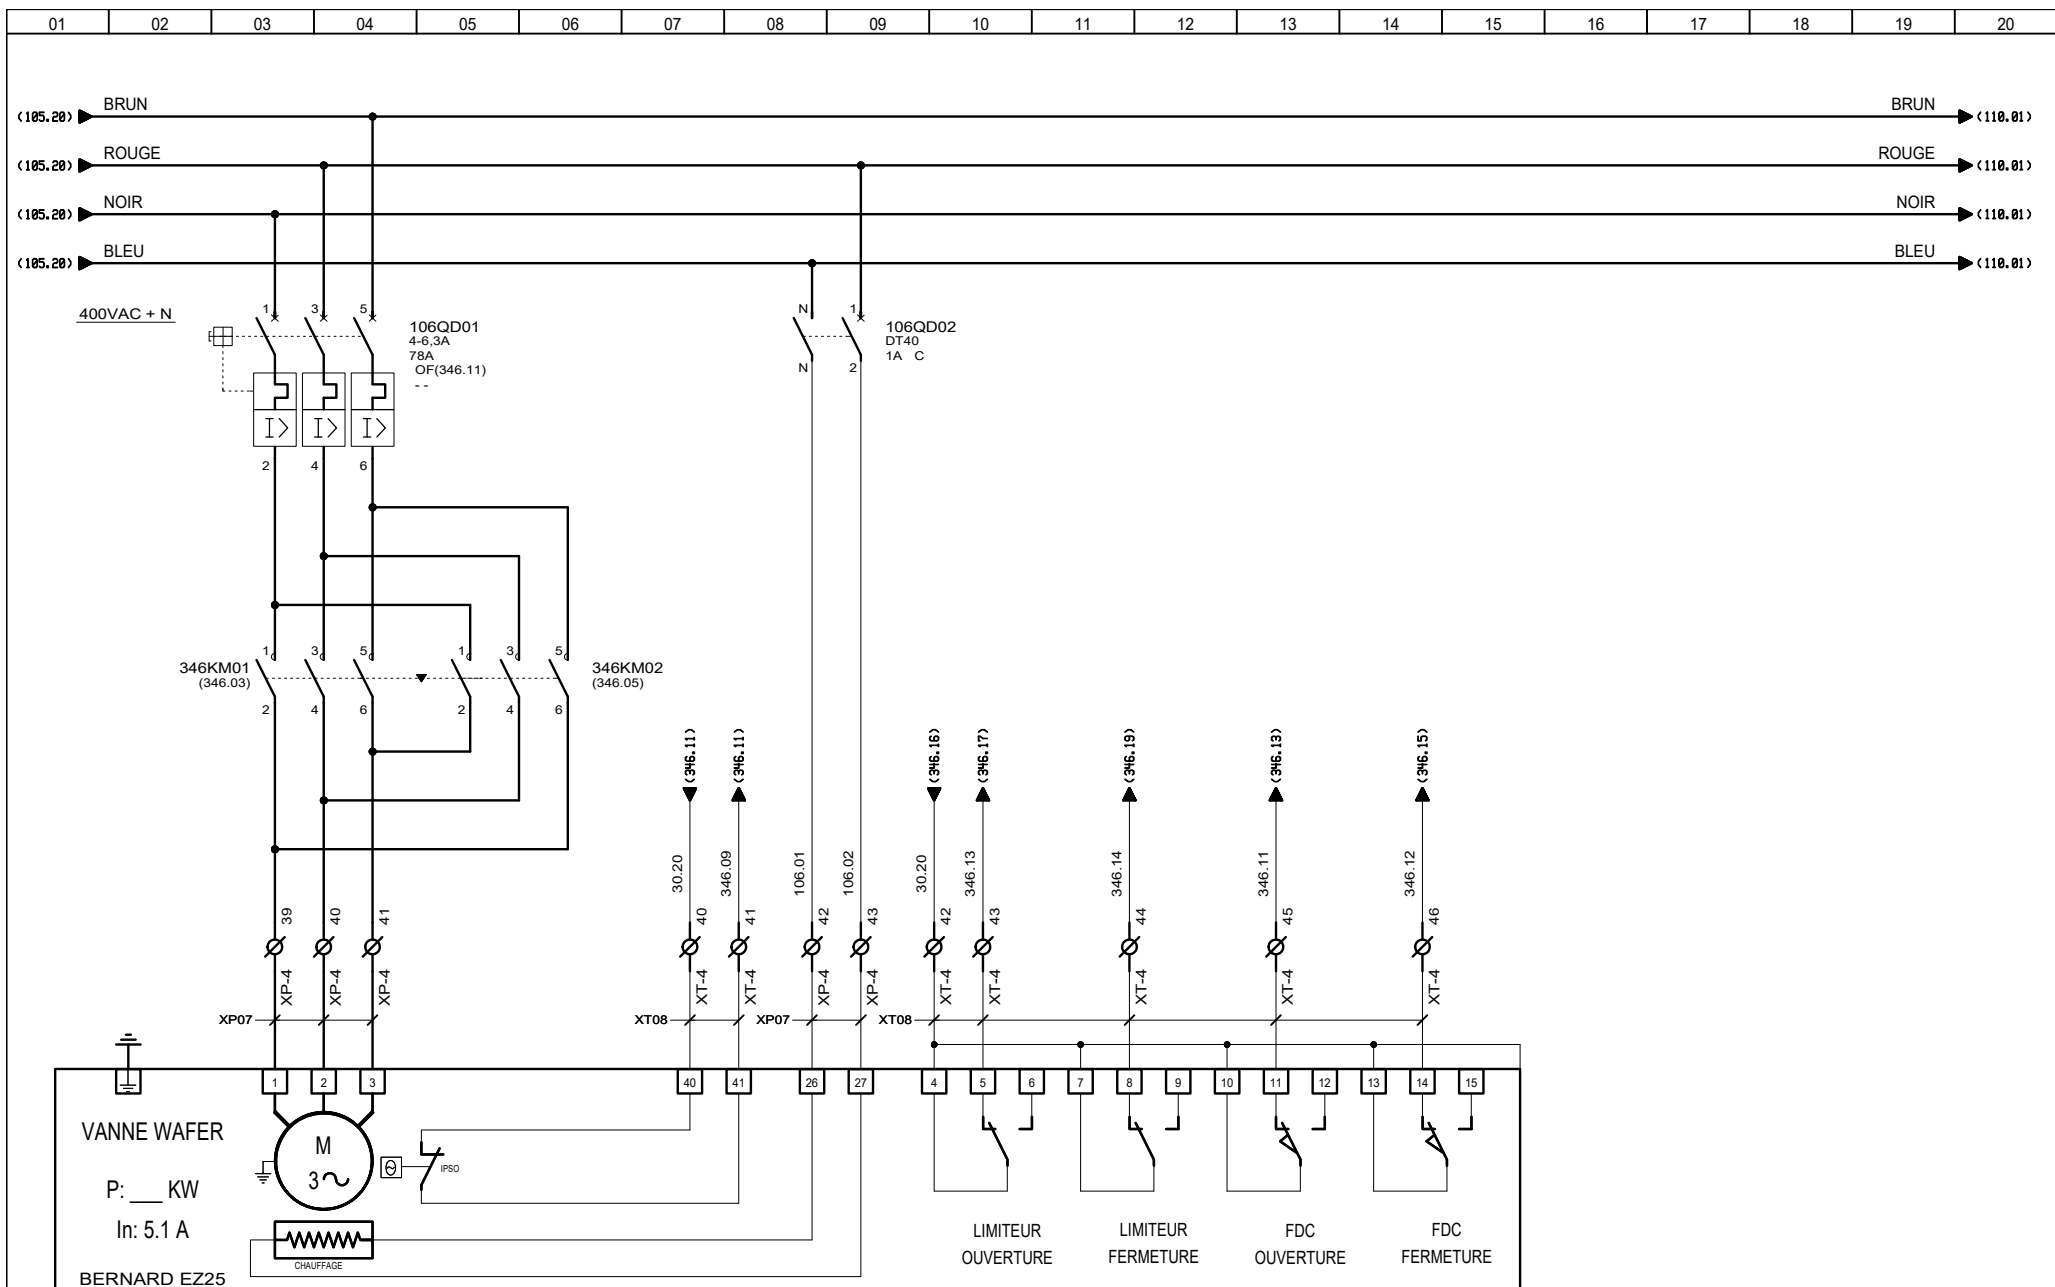 01 02 03 04 05 06 07 08 09 10 11 12 13 14 15 16 17 18 19 20
(105.20) BRUN BRUN (110.01)
(105.20) ROUGE ROUGE (110.01)
(105.20) NOIR NOIR (110.01)
(105.20) BLEU BLEU (110.01)
400VAC + N
1 3 5
106QD01
4-6,3A
78A
OF(346.11)
--
N 1
106QD02
DT40
1A C
N 2
I> I> I>
2 4 6
1 3 5 1 3 5
346KM01
(346.03)
346KM02
(346.05)
2 4 6 2 4 6
(346.11) (346.11) (346.16) (346.17) (346.19) (346.13) (346.15)
30.20 346.09 106.01 106.02 30.20 346.13 346.14 346.11 346.12
39 40 41 40 41 42 43 42 43 44 45 46
XP-4 XP-4 XP-4 XT-4 XT-4 XP-4 XP-4 XT-4 XT-4 XT-4 XT-4 XT-4
XP07 XT08 XP07 XT08
1 2 3 40 41 26 27 4 5 6 7 8 9 10 11 12 13 14 15
VANNE WAFER
M
3
IPSO
P: ___ KW
In: 5.1 A
CHAUFFAGE
BERNARD EZ25
LIMITEUR
OUVERTURE
LIMITEUR
FERMETURE
FDC
OUVERTURE
FDC
FERMETURE